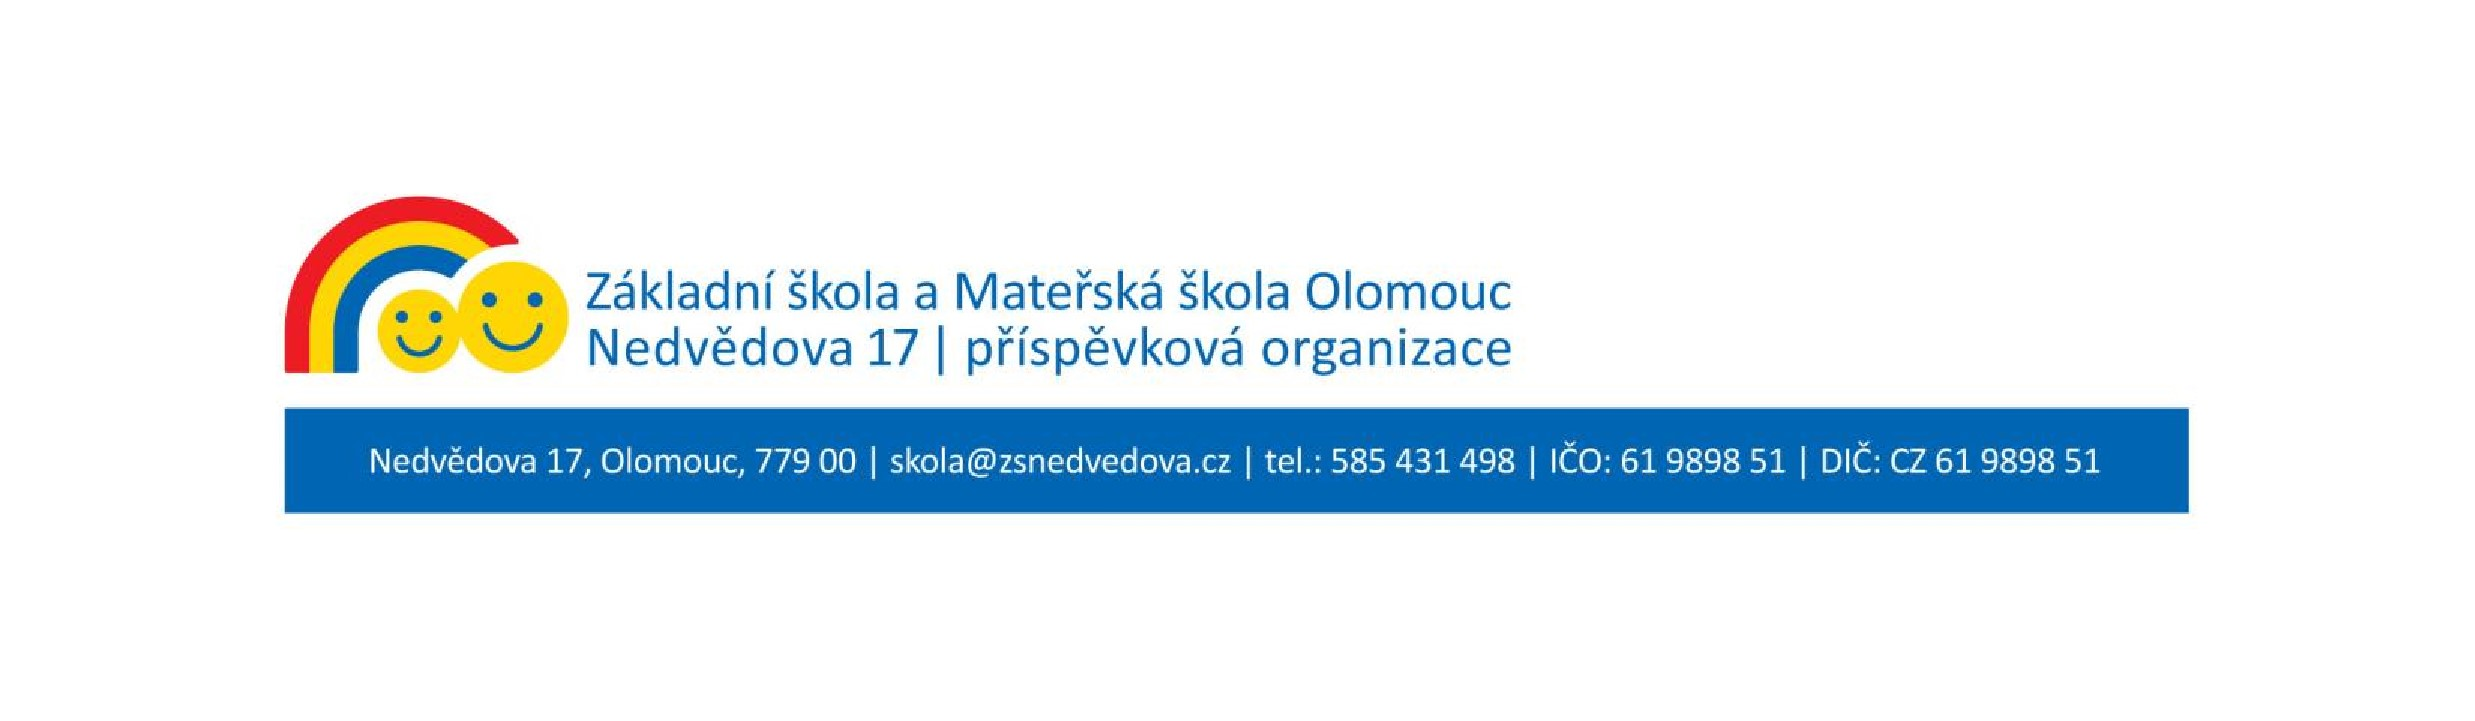 Základní škola a Mateřská škola Olomouc
Nedvědova 17 | příspěvková organizace
Nedvědova 17, Olomouc, 779 00 | skola@zsnedvedova.cz | tel.: 585 431 498 | IČO: 61 9898 51 | DIČ: CZ 61 9898 51